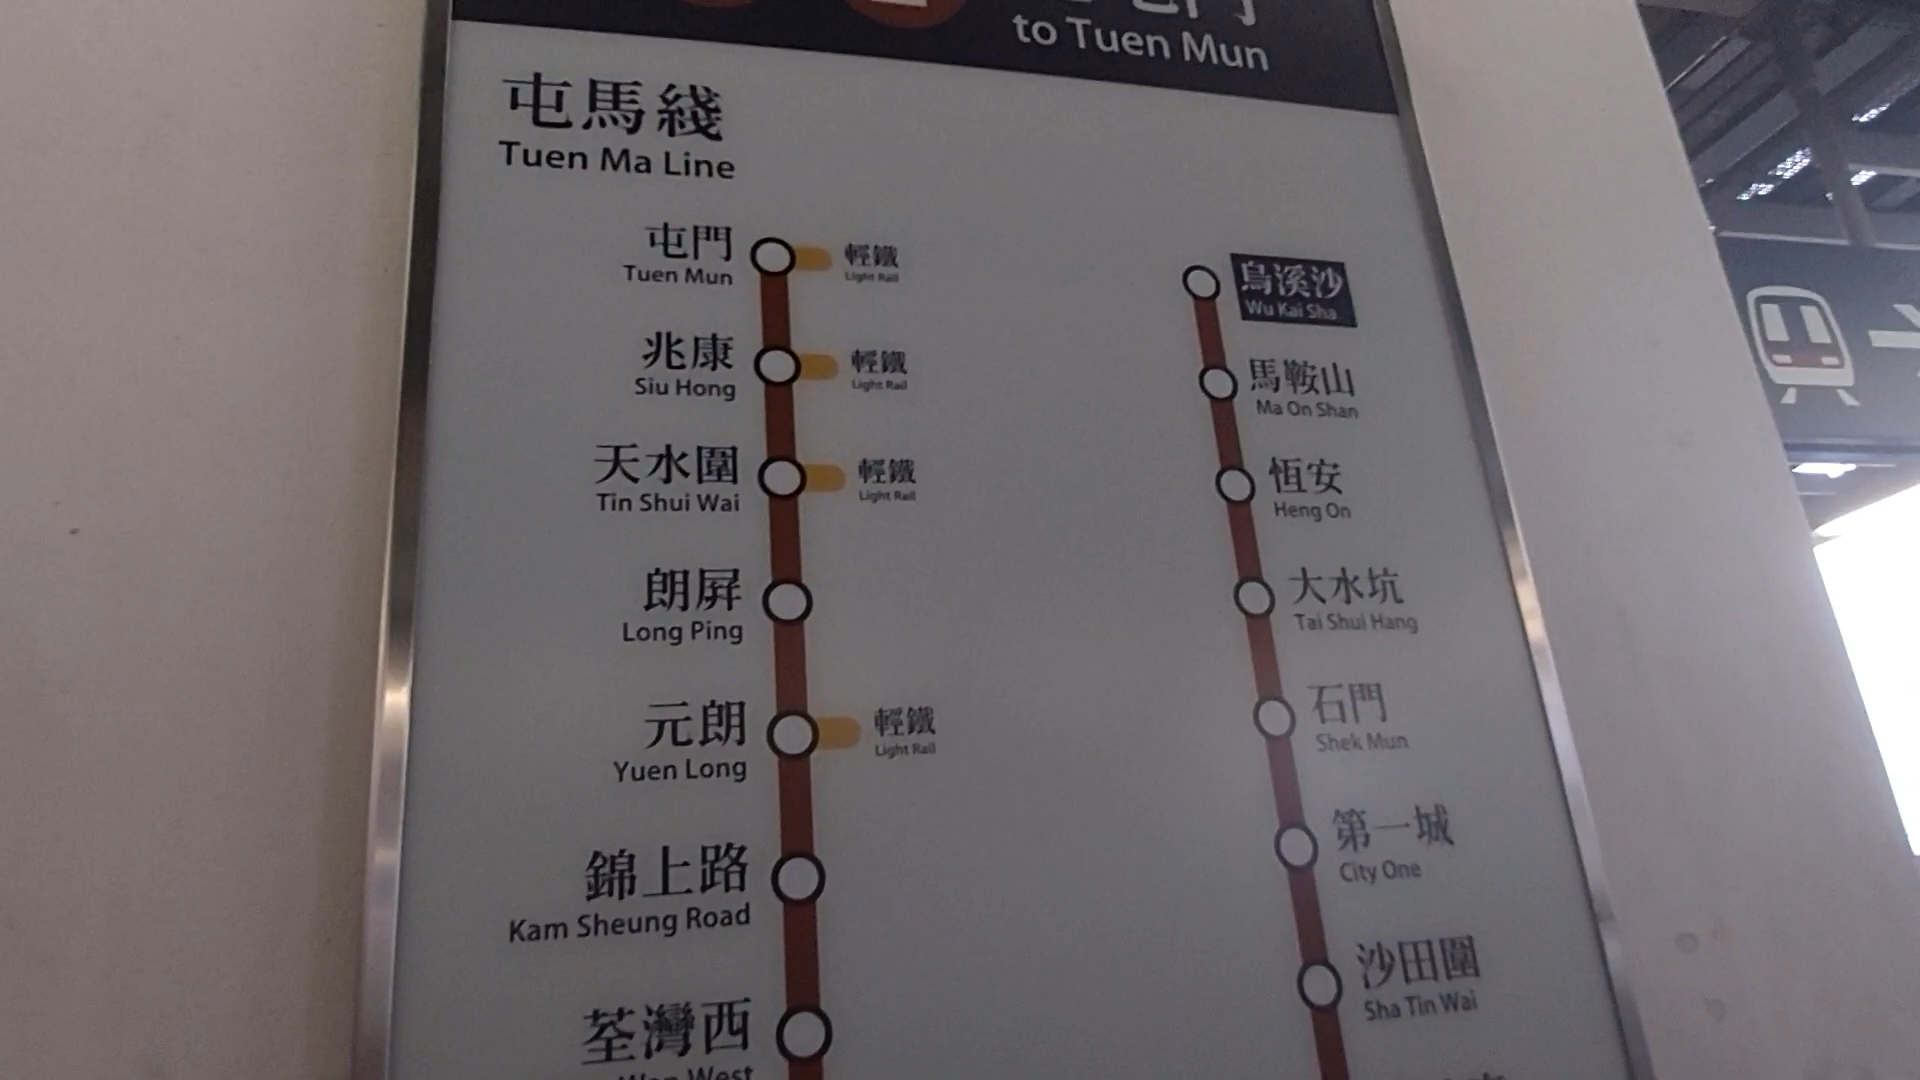 to Tuen Mun
屯馬綫
Tuen Ma Line
屯門
Tuen Mun
輕鐵
Light Rail
兆康
Siu Hong
輕鐵
Light Rail
天水圍
Tin Shui Wai
輕鐵
Light Rail
朗屏
Long Ping
元朗
Yuen Long
輕鐵
Light Rail
錦上路
Kam Sheung Road
荃灣西
West
烏溪沙
Wu Kai Sha
馬鞍山
Ma On Shan
恆安
Heng On
大水坑
Tai Shui Hang
石門
Shek Mun
第一城
City One
沙田圍
Sha Tin Wai